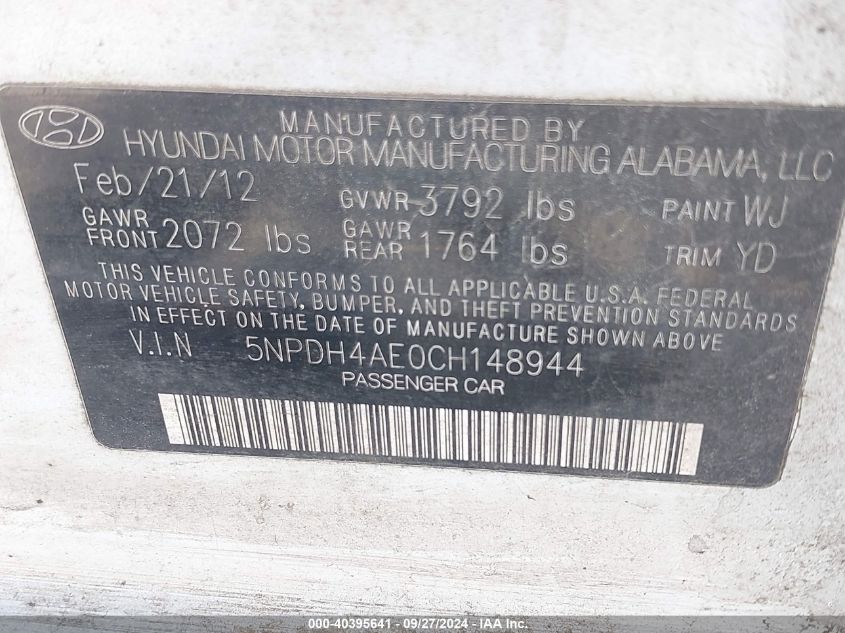 MANUFACTURED BY
HYUNDAI MOTOR MANUFACTURING ALABAMA, LLC
Feb/21/12 GVWR 3792 lbs PAINT WJ
GAWR FRONT 2072 lbs GAWR REAR 1764 lbs TRIM YD
THIS VEHICLE CONFORMS TO ALL APPLICABLE U.S.A. FEDERAL
MOTOR VEHICLE SAFETY, BUMPER, AND THEFT PREVENTION STANDARDS
IN EFFECT ON THE DATE OF MANUFACTURE SHOWN ABOVE
V.I.N 5NPDH4AE0CH148944
PASSENGER CAR
000-40395641 - 09/27/2024 - IAA Inc.